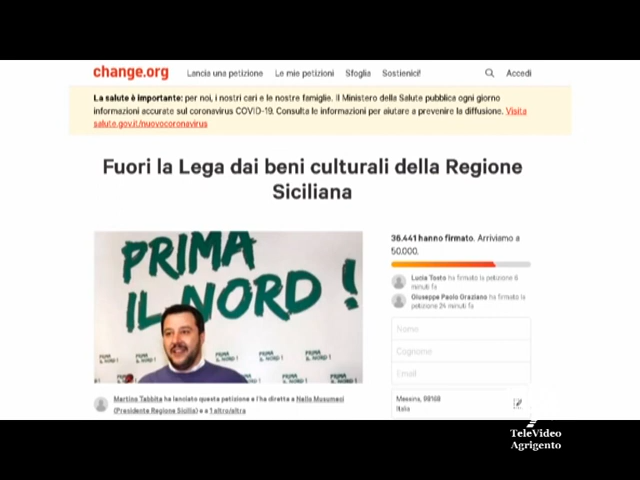 change.org Lancia una petizione Le mie petizioni Sfoglia Sostienici! Accedi
La salute è importante: per noi, i nostri cari e le nostre famiglie. Il Ministero della Salute pubblica ogni giorno
informazioni accurate sul coronavirus COVID-19. Consulta le informazioni per aiutare a prevenire la diffusione. Visita
salute.gov.it/nuovocoronavirus
Fuori la Lega dai beni culturali della Regione
Siciliana
PRIMA
IL NORD !
PRIMA
IL NORD !
36.441 hanno firmato. Arriviamo a
50.000.
Lucia Tosto ha firmato la petizione 6
minuti fa
Giuseppe Paolo Graziano ha firmato la
petizione 24 minuti fa
Nome
Cognome
Email
Messina, 98168
Italia
Martino Tabbita ha lanciato questa petizione e l'ha diretta a Nello Musumeci
(Presidente Regione Sicilia) e a 1 altro/altra
TeleVideo
Agrigento